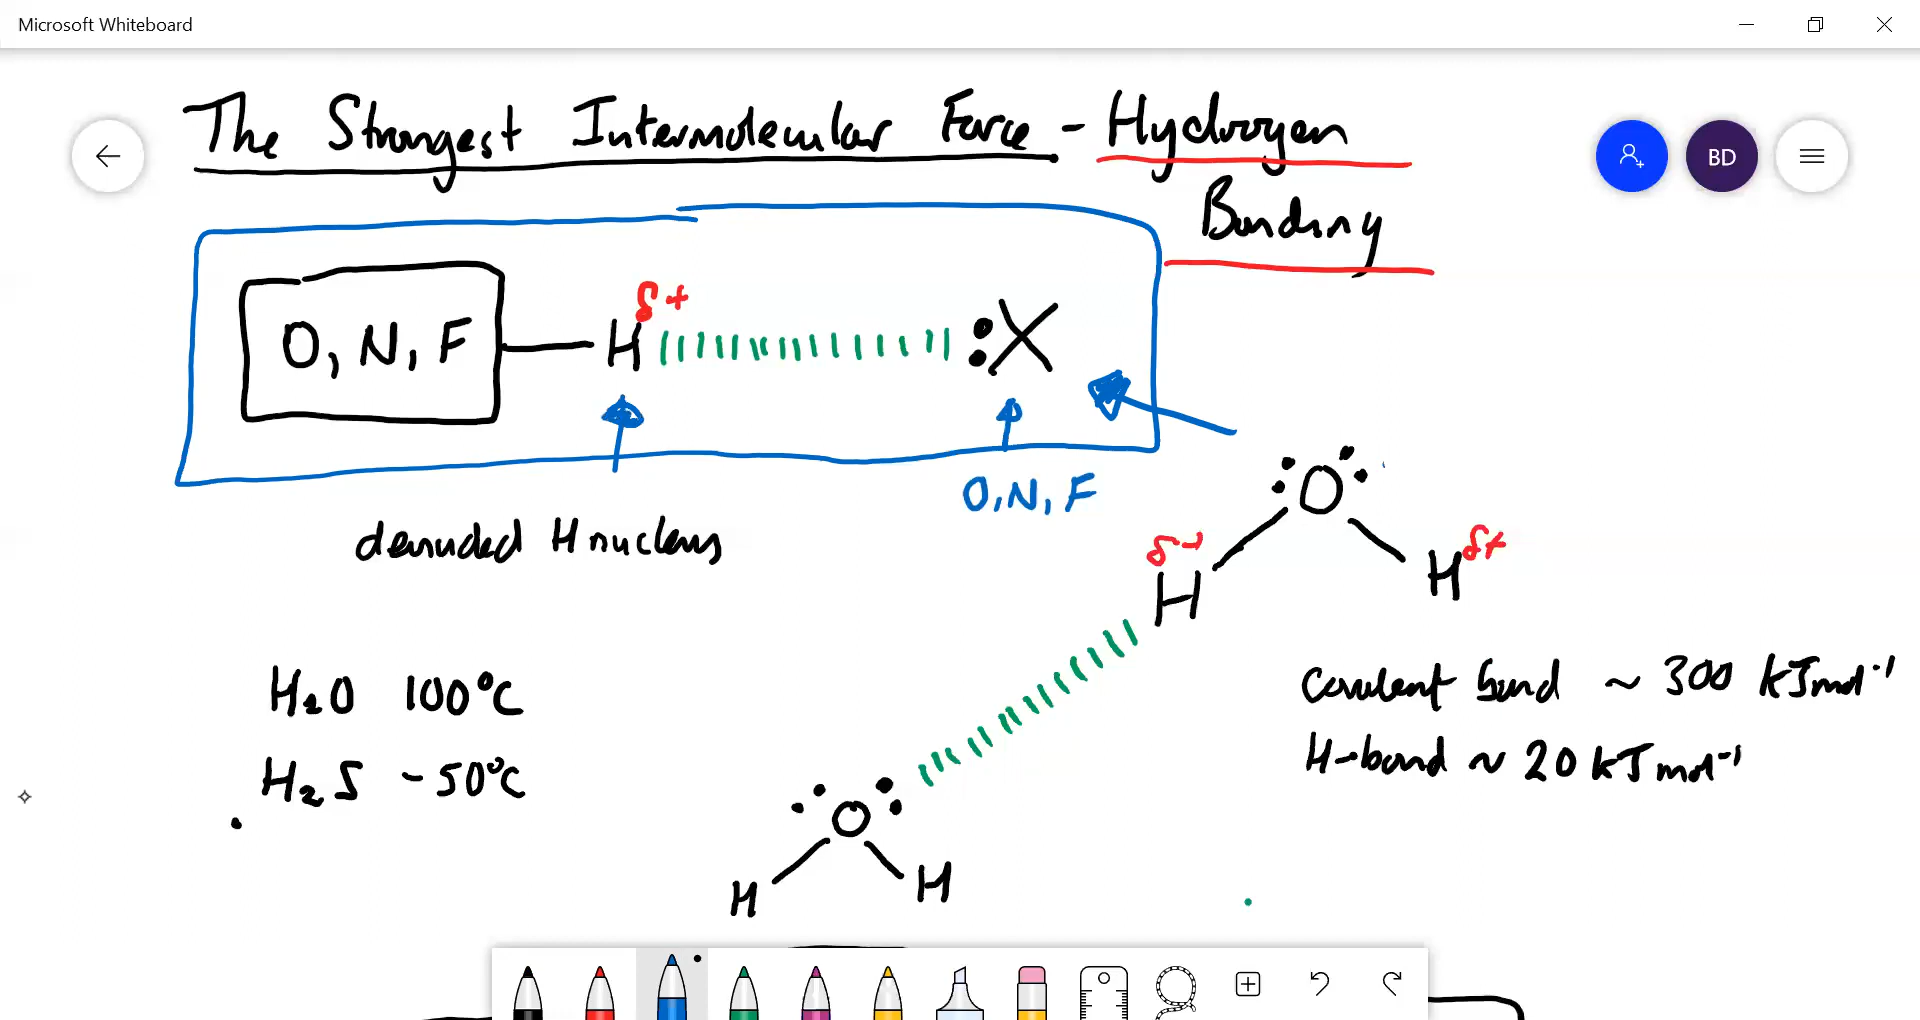 Microsoft Whiteboard
The Strongest Intermolecular Force - Hydrogen
Bonding
BD
O, N, F — H δ+ :X
O, N, F
denuded H nucleus
O
δ+ H H δ+
H₂O 100°C
H₂S -50°C
covalent bond ~ 300 kJmol⁻¹
H-bond ~ 20 kJmol⁻¹
O
H H